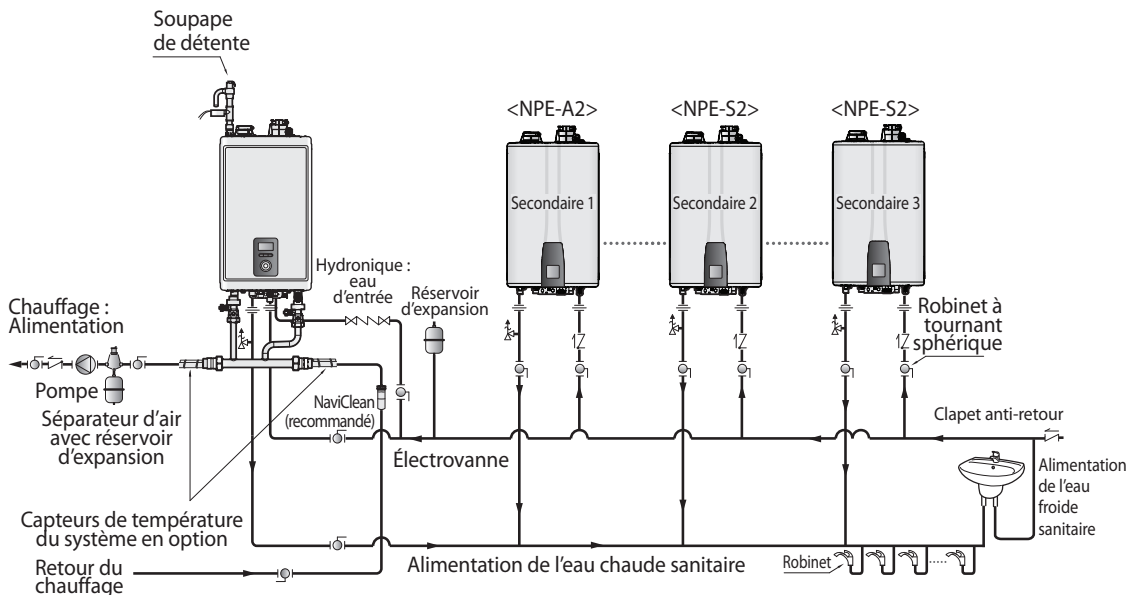 Soupape
de détente
<NPE-A2>
<NPE-S2>
<NPE-S2>
Secondaire 1
Secondaire 2
Secondaire 3
Hydronique :
eau
d'entrée
Réservoir
d'expansion
Chauffage :
Alimentation
Robinet à
tournant
sphérique
Pompe
Séparateur d'air
avec réservoir
d'expansion
NaviClean
(recommandé)
Clapet anti-retour
Électrovanne
Alimentation
de l'eau
froide
sanitaire
Capteurs de température
du système en option
Alimentation de l'eau chaude sanitaire
Robinet
Retour du
chauffage